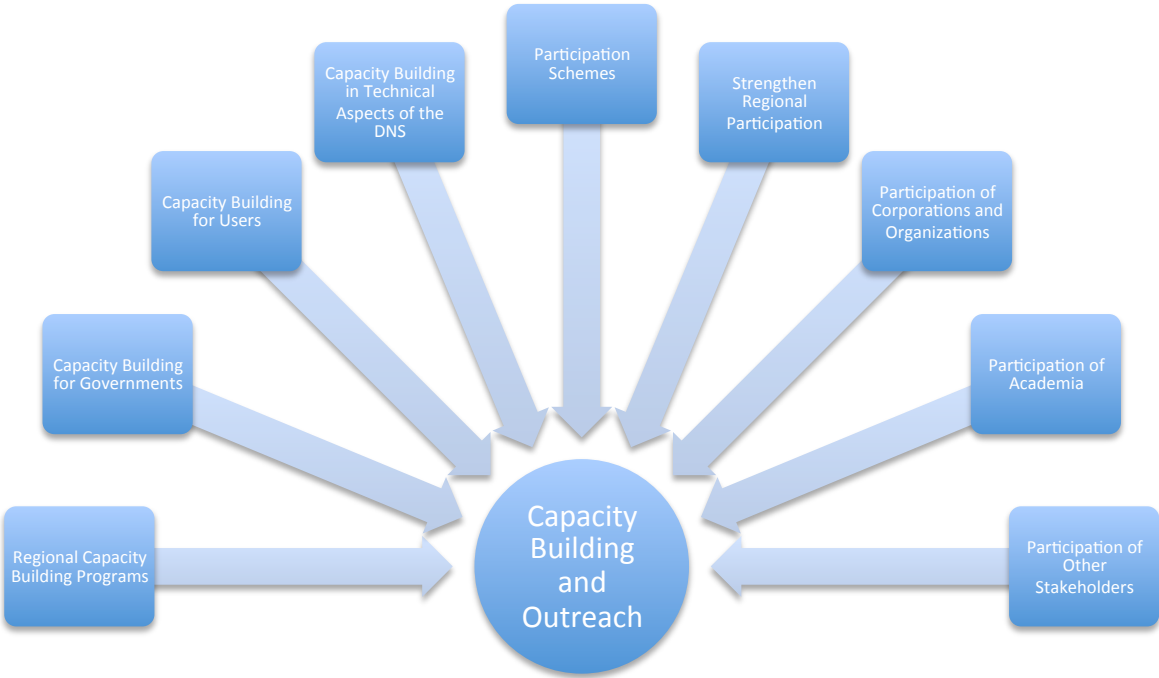 Participation
Schemes
Capacity Building
in Technical
Aspects of the
DNS
Strengthen
Regional
Participation
Capacity Building
for Users
Participation of
Corporations and
Organizations
Capacity Building
for Governments
Participation of
Academia
Regional Capacity
Building Programs
Capacity
Building
and
Outreach
Participation of
Other
Stakeholders